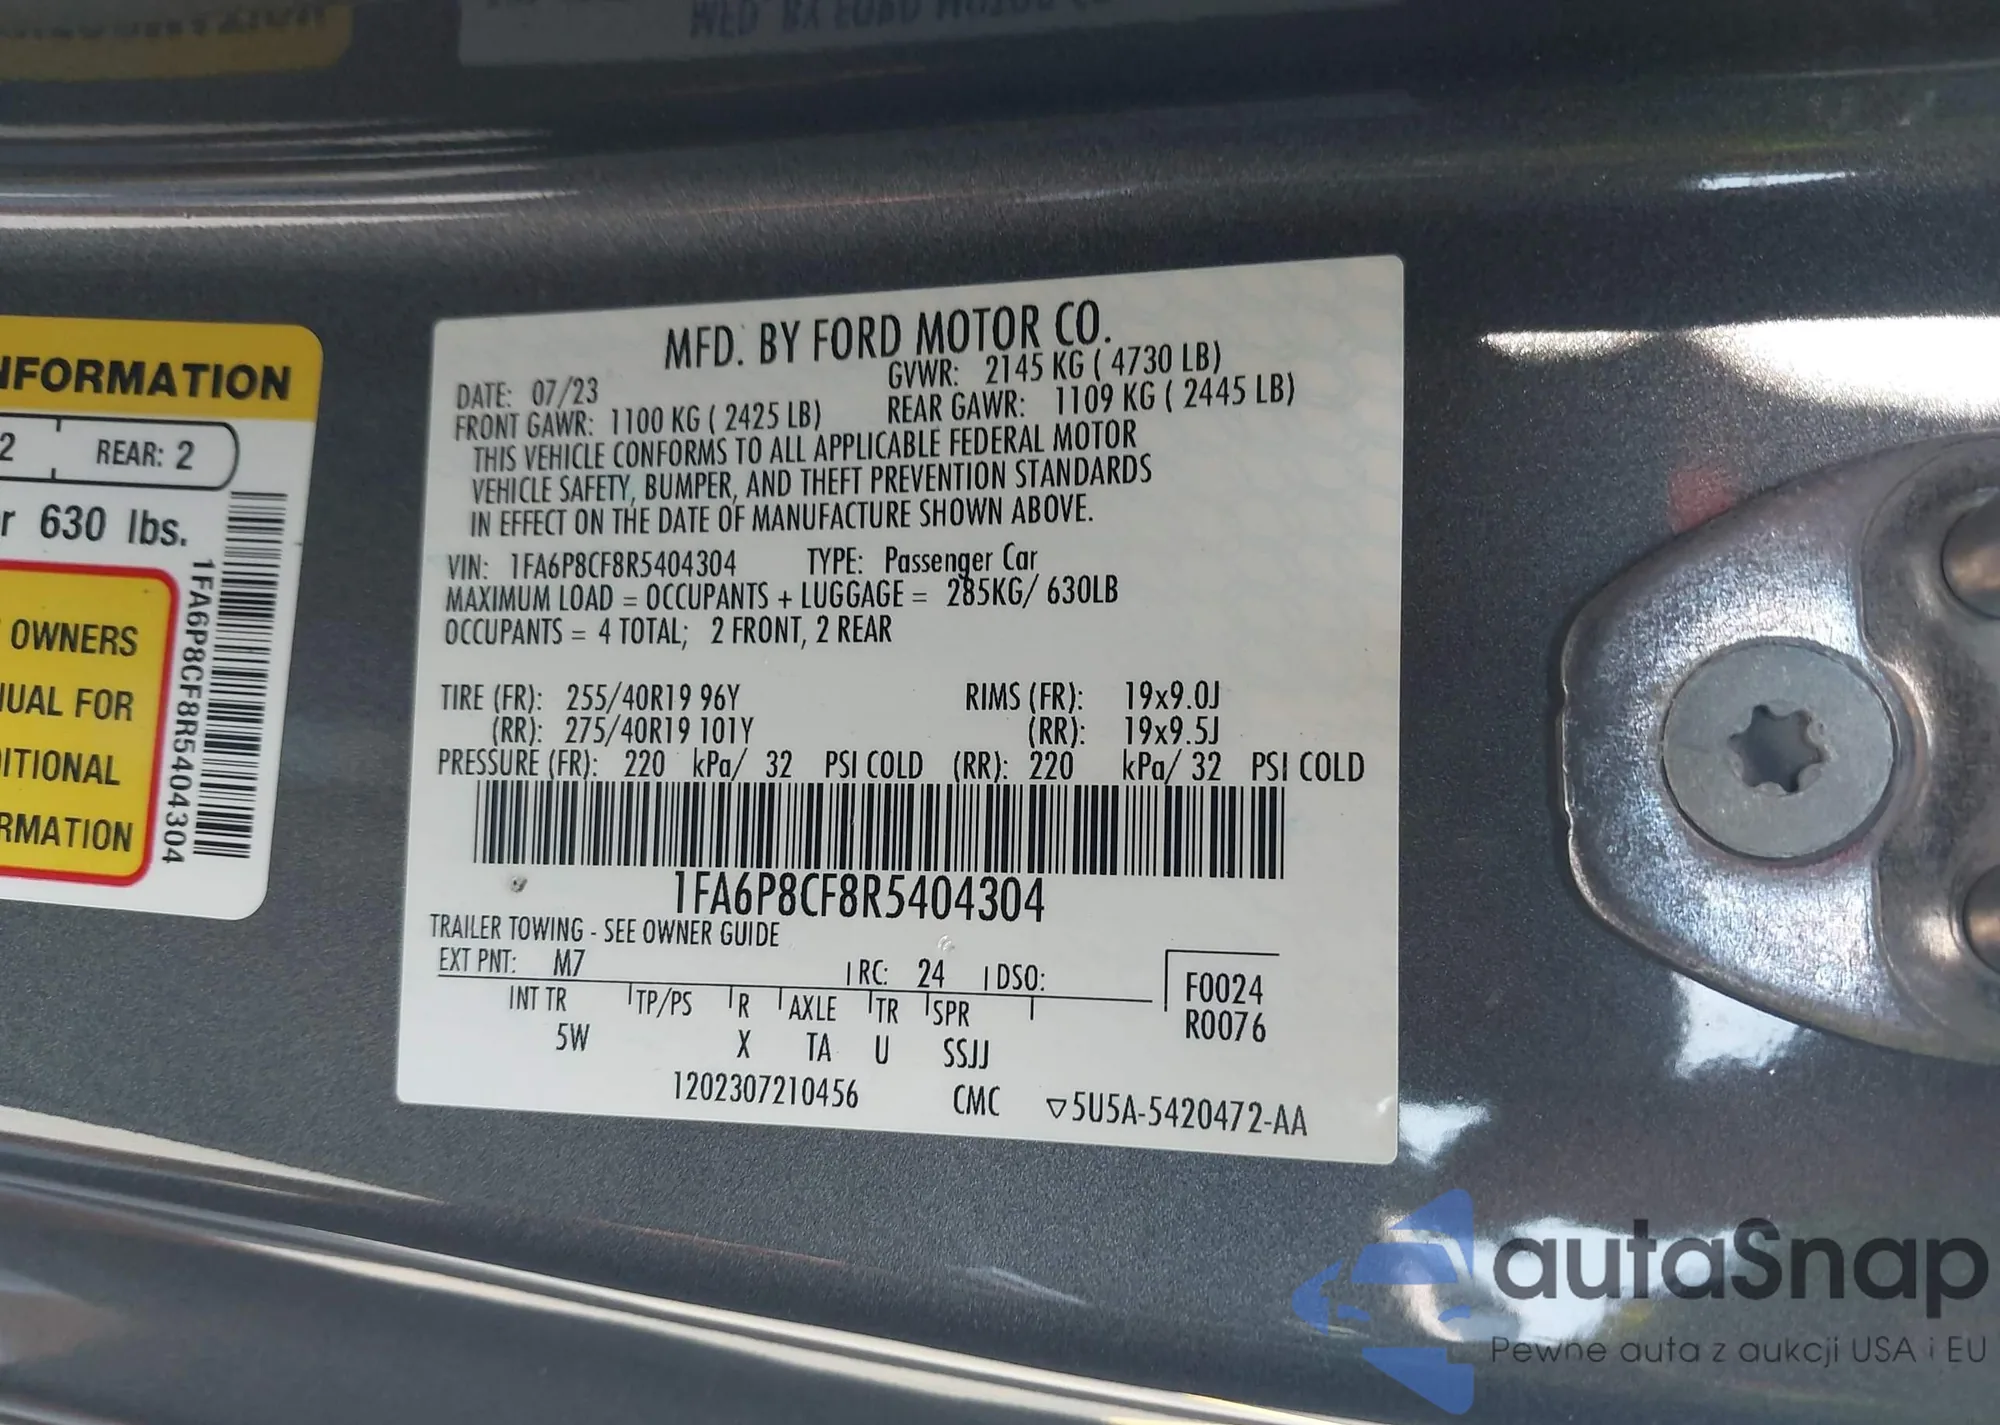 MFD. BY FORD MOTOR CO.
DATE: 07/23
GVWR: 2145 KG ( 4730 LB)
FRONT GAWR: 1100 KG ( 2425 LB)
REAR GAWR: 1109 KG ( 2445 LB)
THIS VEHICLE CONFORMS TO ALL APPLICABLE FEDERAL MOTOR
VEHICLE SAFETY, BUMPER, AND THEFT PREVENTION STANDARDS
IN EFFECT ON THE DATE OF MANUFACTURE SHOWN ABOVE.
VIN: 1FA6P8CF8R5404304 TYPE: Passenger Car
MAXIMUM LOAD = OCCUPANTS + LUGGAGE = 285KG/ 630LB
OCCUPANTS = 4 TOTAL; 2 FRONT, 2 REAR
TIRE (FR): 255/40R19 96Y RIMS (FR): 19x9.0J
(RR): 275/40R19 101Y (RR): 19x9.5J
PRESSURE (FR): 220 kPa/ 32 PSI COLD (RR): 220 kPa/ 32 PSI COLD
1FA6P8CF8R5404304
TRAILER TOWING - SEE OWNER GUIDE
EXT PNT: M7 RC: 24 DSO:
INT TR TP/PS R AXLE TR SPR
5W X TA U SSJJ
F0024
R0076
1202307210456 CMC ▽5U5A-5420472-AA
NFORMATION
2 REAR: 2
r 630 lbs.
OWNERS
UAL FOR
ITIONAL
RMATION
1FA6P8CF8R5404304
autaSnap
Pewne auta z aukcji USA i EU